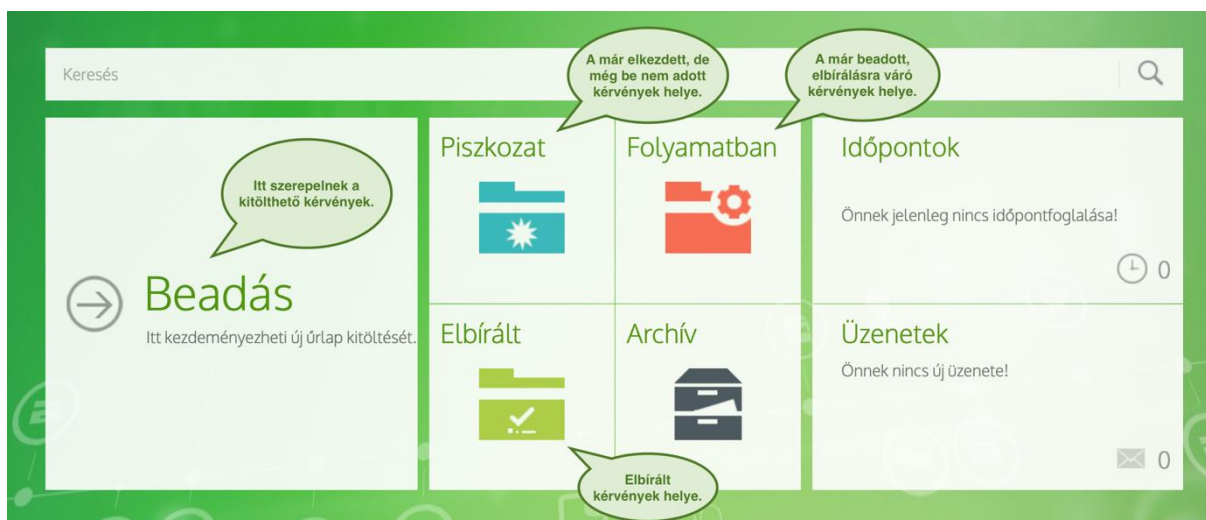 Keresés
A már elkezdett, de
még be nem adott
kérvények helye.
A már beadott,
elbírálásra váró
kérvények helye.
Itt szerepelnek a
kitölthető kérvények.
Beadás
Itt kezdeményezheti új űrlap kitöltését.
Piszkozat
Folyamatban
Időpontok
Önnek jelenleg nincs időpontfoglalása!
0
Elbírált
Archív
Üzenetek
Önnek nincs új üzenete!
0
Elbírált
kérvények helye.